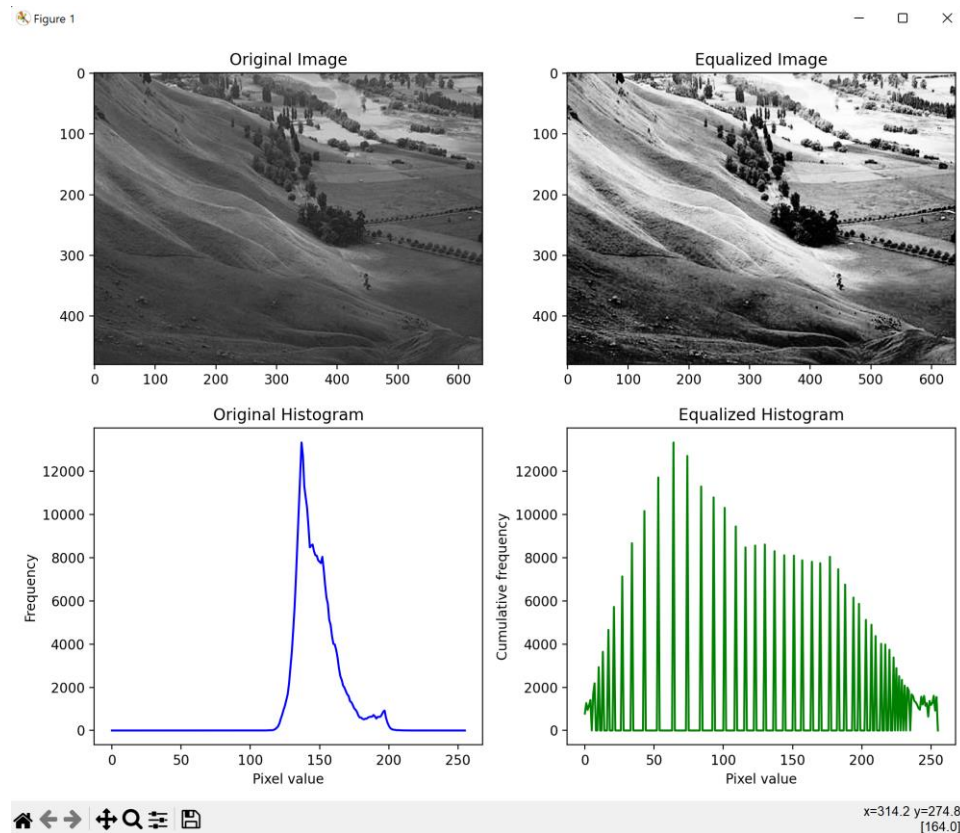 Figure 1
Original Image
Equalized Image
0
100
200
300
400
0 100 200 300 400 500 600
0
100
200
300
400
0 100 200 300 400 500 600
Original Histogram
Equalized Histogram
Frequency
12000
10000
8000
6000
4000
2000
0
0 50 100 150 200 250
Pixel value
Cumulative frequency
12000
10000
8000
6000
4000
2000
0
0 50 100 150 200 250
Pixel value
x=314.2 y=274.8
[164.0]